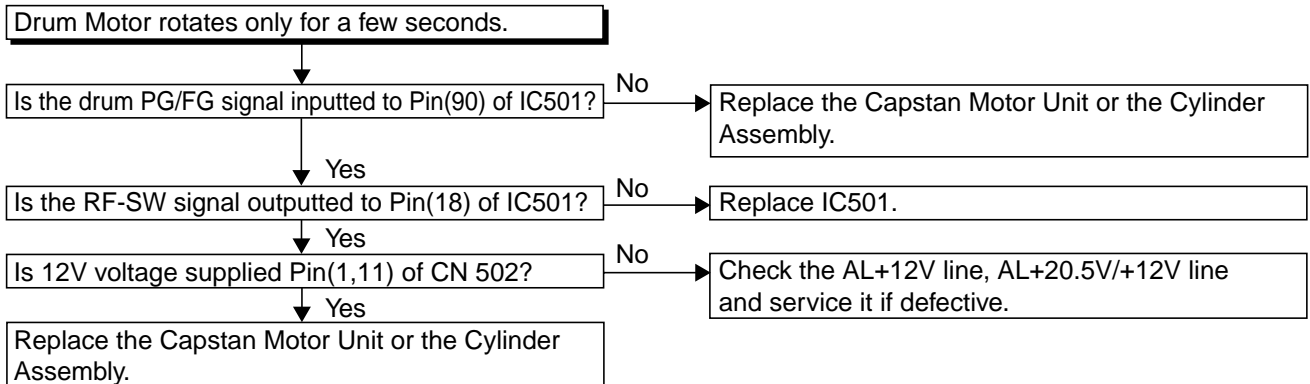 Drum Motor rotates only for a few seconds.
Is the drum PG/FG signal inputted to Pin(90) of IC501?
No
Replace the Capstan Motor Unit or the Cylinder
Assembly.
Yes
Is the RF-SW signal outputted to Pin(18) of IC501?
No
Replace IC501.
Yes
Is 12V voltage supplied Pin(1,11) of CN 502?
No
Check the AL+12V line, AL+20.5V/+12V line
and service it if defective.
Yes
Replace the Capstan Motor Unit or the Cylinder
Assembly.